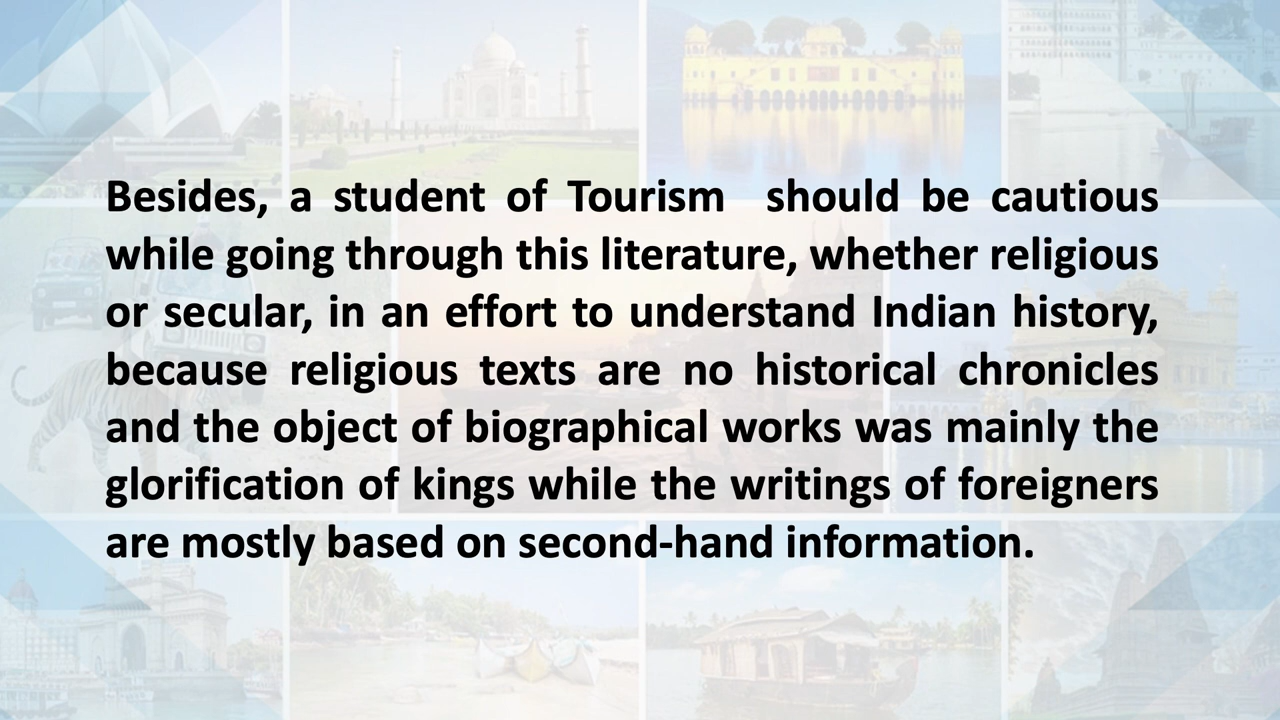 Besides, a student of Tourism  should be cautious
while going through this literature, whether religious
or secular, in an effort to understand Indian history,
because religious texts are no historical chronicles
and the object of biographical works was mainly the
glorification of kings while the writings of foreigners
are mostly based on second-hand information.